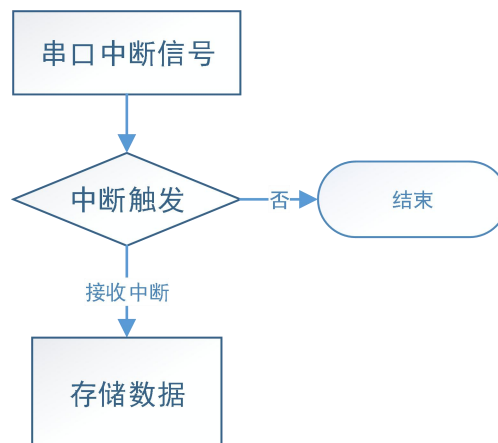 串口中断信号
中断触发
否
结束
接收中断
存储数据